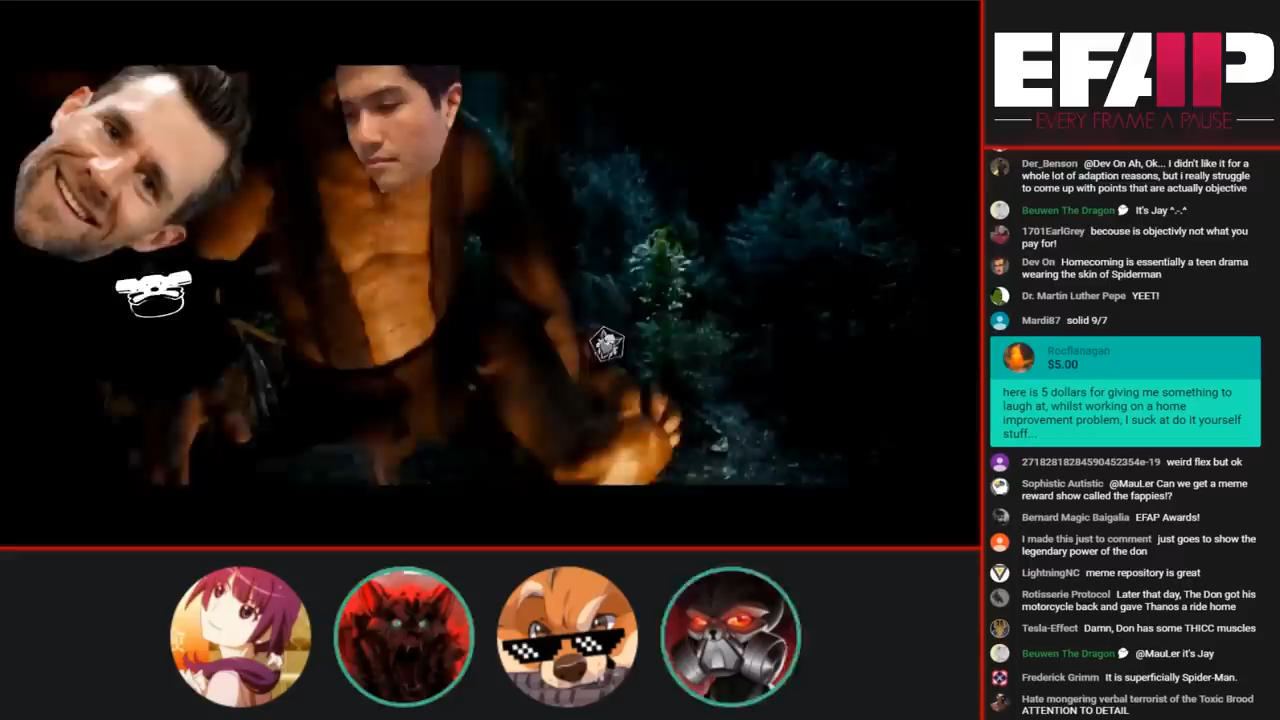 EFAP
EVERY FRAME A PAUSE
Der_Benson @Dev On Ah, Ok... I didn't like it for a
whole lot of adaption reasons, but i really struggle
to come up with points that are actually objective
Beuwen The Dragon It's Jay ^.-.^
1701EarlGrey becouse is objectivly not what you
pay for!
Dev On Homecoming is essentially a teen drama
wearing the skin of Spiderman
Dr. Martin Luther Pepe YEET!
Mardi87 solid 9/7
Rocflanagan
$5.00
here is 5 dollars for giving me something to
laugh at, whilst working on a home
improvement problem, I suck at do it yourself
stuff...
2718281828459045235​4e-19 weird flex but ok
Sophistic Autistic @MauLer Can we get a meme
reward show called the fappies!?
Bernard Magic Baigalia EFAP Awards!
I made this just to comment just goes to show the
legendary power of the don
LightningNC meme repository is great
Rotisserie Protocol Later that day, The Don got his
motorcycle back and gave Thanos a ride home
Tesla-Effect Damn, Don has some THICC muscles
Beuwen The Dragon @MauLer it's Jay
Frederick Grimm It is superficially Spider-Man.
Hate mongering verbal terrorist of the Toxic Brood
ATTENTION TO DETAIL